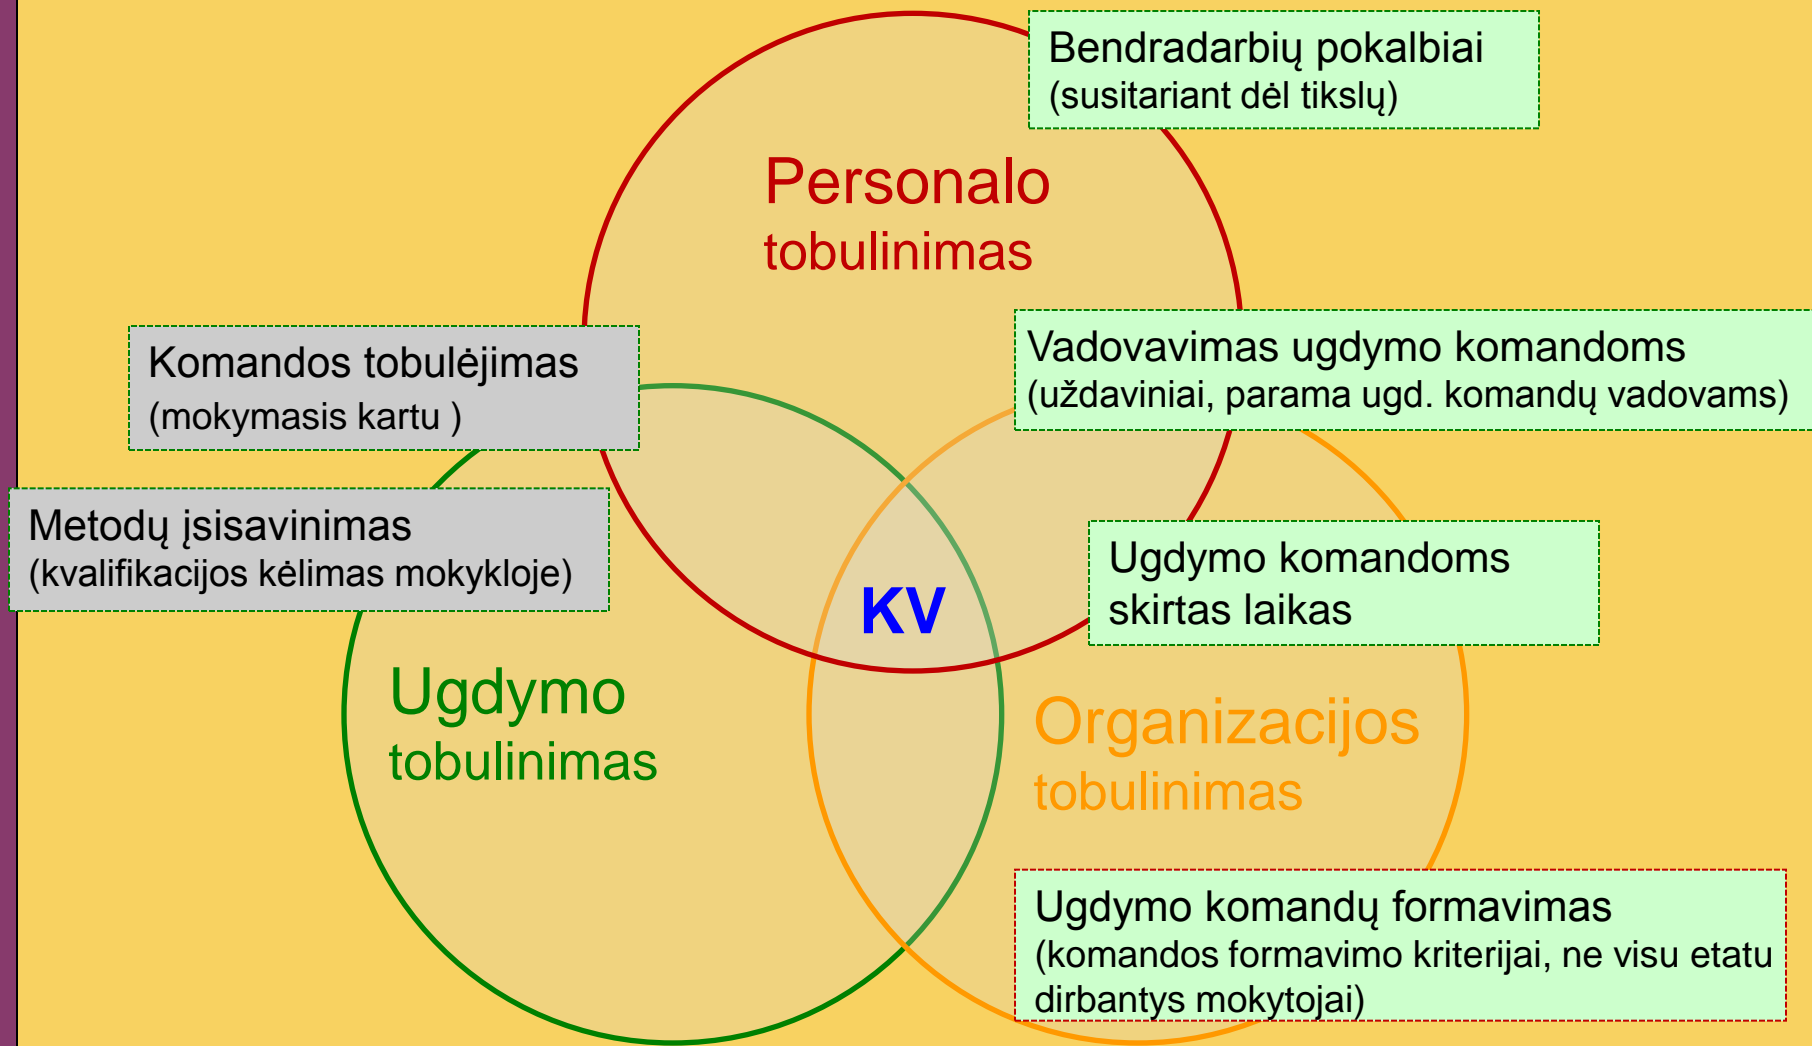 Bendradarbių pokalbiai
(susitariant dėl tikslų)
Personalo
tobulinimas
Komandos tobulėjimas
(mokymasis kartu )
Vadovavimas ugdymo komandoms
(uždaviniai, parama ugd. komandų vadovams)
Metodų įsisavinimas
(kvalifikacijos kėlimas mokykloje)
Ugdymo komandoms
skirtas laikas
KV
Ugdymo
tobulinimas
Organizacijos
tobulinimas
Ugdymo komandų formavimas
(komandos formavimo kriterijai, ne visu etatu
dirbantys mokytojai)